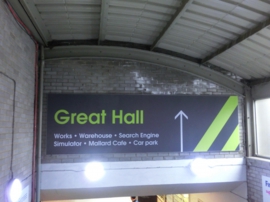 Great Hall
Works • Warehouse • Search Engine
Simulator • Mallard Cafe • Car park